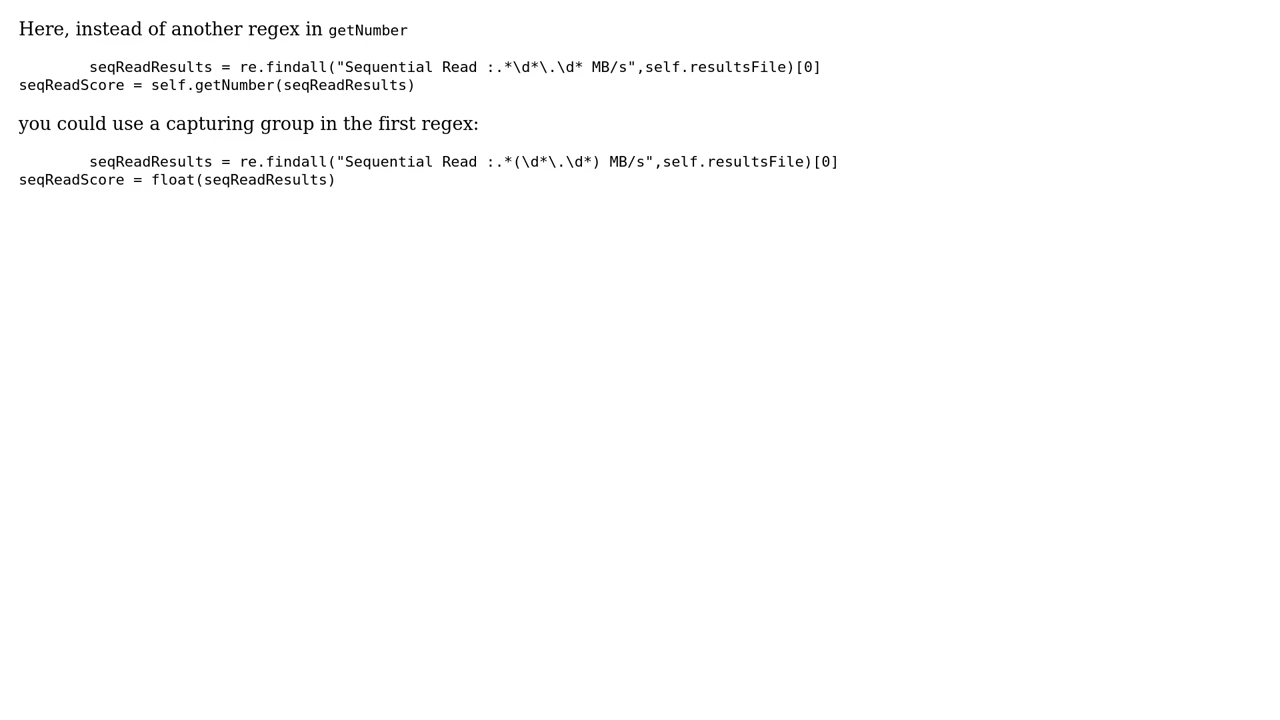 Here, instead of another regex in getNumber
        seqReadResults = re.findall("Sequential Read :.*\d*\.\d* MB/s",self.resultsFile)[0]
seqReadScore = self.getNumber(seqReadResults)
you could use a capturing group in the first regex:
        seqReadResults = re.findall("Sequential Read :.*(\d*\.\d*) MB/s",self.resultsFile)[0]
seqReadScore = float(seqReadResults)